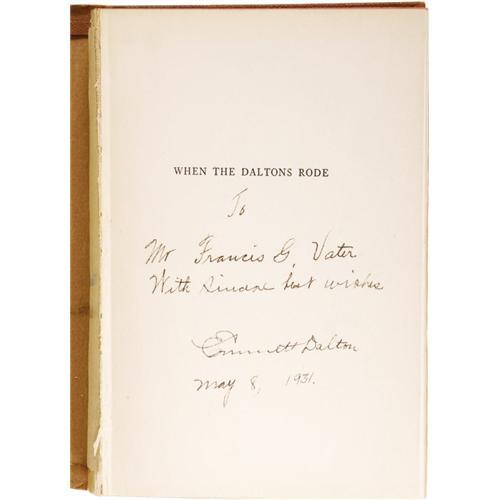 WHEN THE DALTONS RODE
To
Mr Francis G. Vater
With sincere best wishes
Emmett Dalton
May 8, 1931.